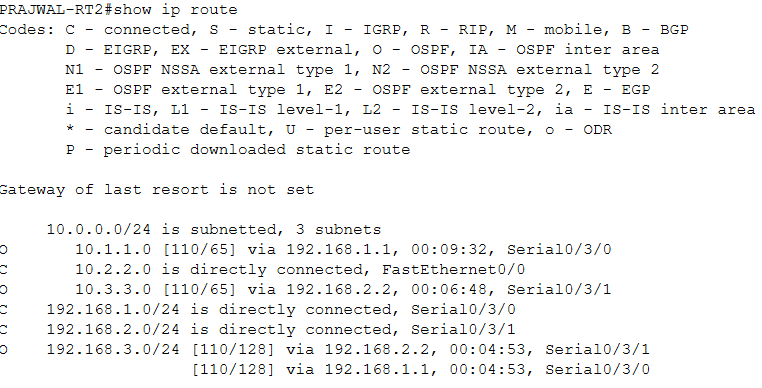 PRAJWAL-RT2#show ip route
Codes: C - connected, S - static, I - IGRP, R - RIP, M - mobile, B - BGP
       D - EIGRP, EX - EIGRP external, O - OSPF, IA - OSPF inter area
       N1 - OSPF NSSA external type 1, N2 - OSPF NSSA external type 2
       E1 - OSPF external type 1, E2 - OSPF external type 2, E - EGP
       i - IS-IS, L1 - IS-IS level-1, L2 - IS-IS level-2, ia - IS-IS inter area
       * - candidate default, U - per-user static route, o - ODR
       P - periodic downloaded static route

Gateway of last resort is not set

     10.0.0.0/24 is subnetted, 3 subnets
O       10.1.1.0 [110/65] via 192.168.1.1, 00:09:32, Serial0/3/0
C       10.2.2.0 is directly connected, FastEthernet0/0
O       10.3.3.0 [110/65] via 192.168.2.2, 00:06:48, Serial0/3/1
C    192.168.1.0/24 is directly connected, Serial0/3/0
C    192.168.2.0/24 is directly connected, Serial0/3/1
O    192.168.3.0/24 [110/128] via 192.168.2.2, 00:04:53, Serial0/3/1
                    [110/128] via 192.168.1.1, 00:04:53, Serial0/3/0